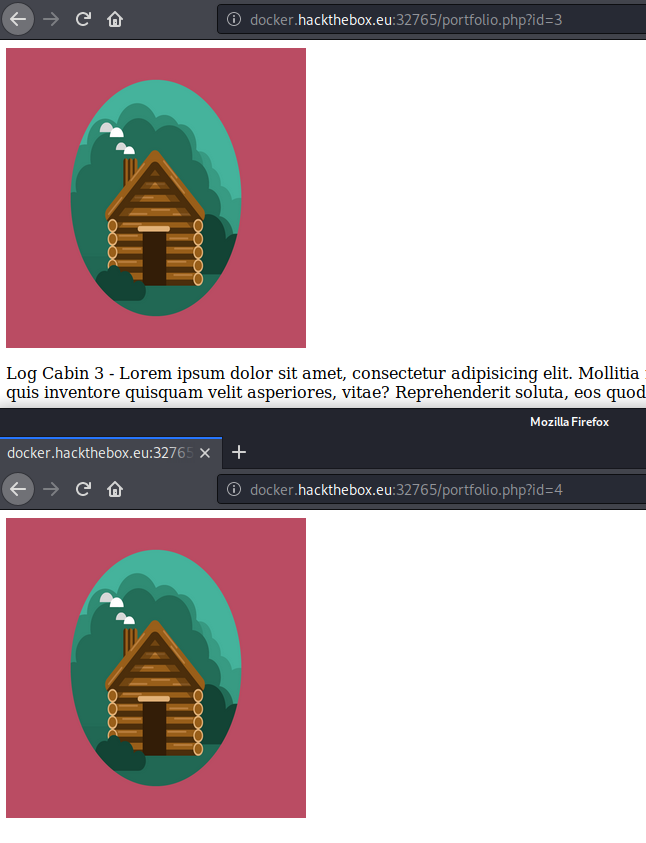 docker.hackthebox.eu:32765/portfolio.php?id=3
Log Cabin 3 - Lorem ipsum dolor sit amet, consectetur adipisicing elit. Mollitia
quis inventore quisquam velit asperiores, vitae? Reprehenderit soluta, eos quod
Mozilla Firefox
docker.hackthebox.eu:32765
docker.hackthebox.eu:32765/portfolio.php?id=4